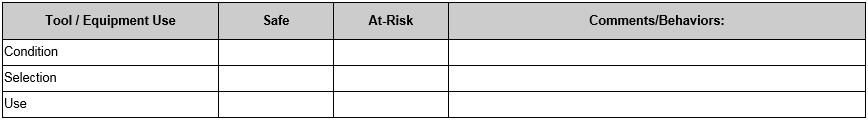 Tool / Equipment Use Safe At-Risk Comments/Behaviors:
Condition
Selection
Use